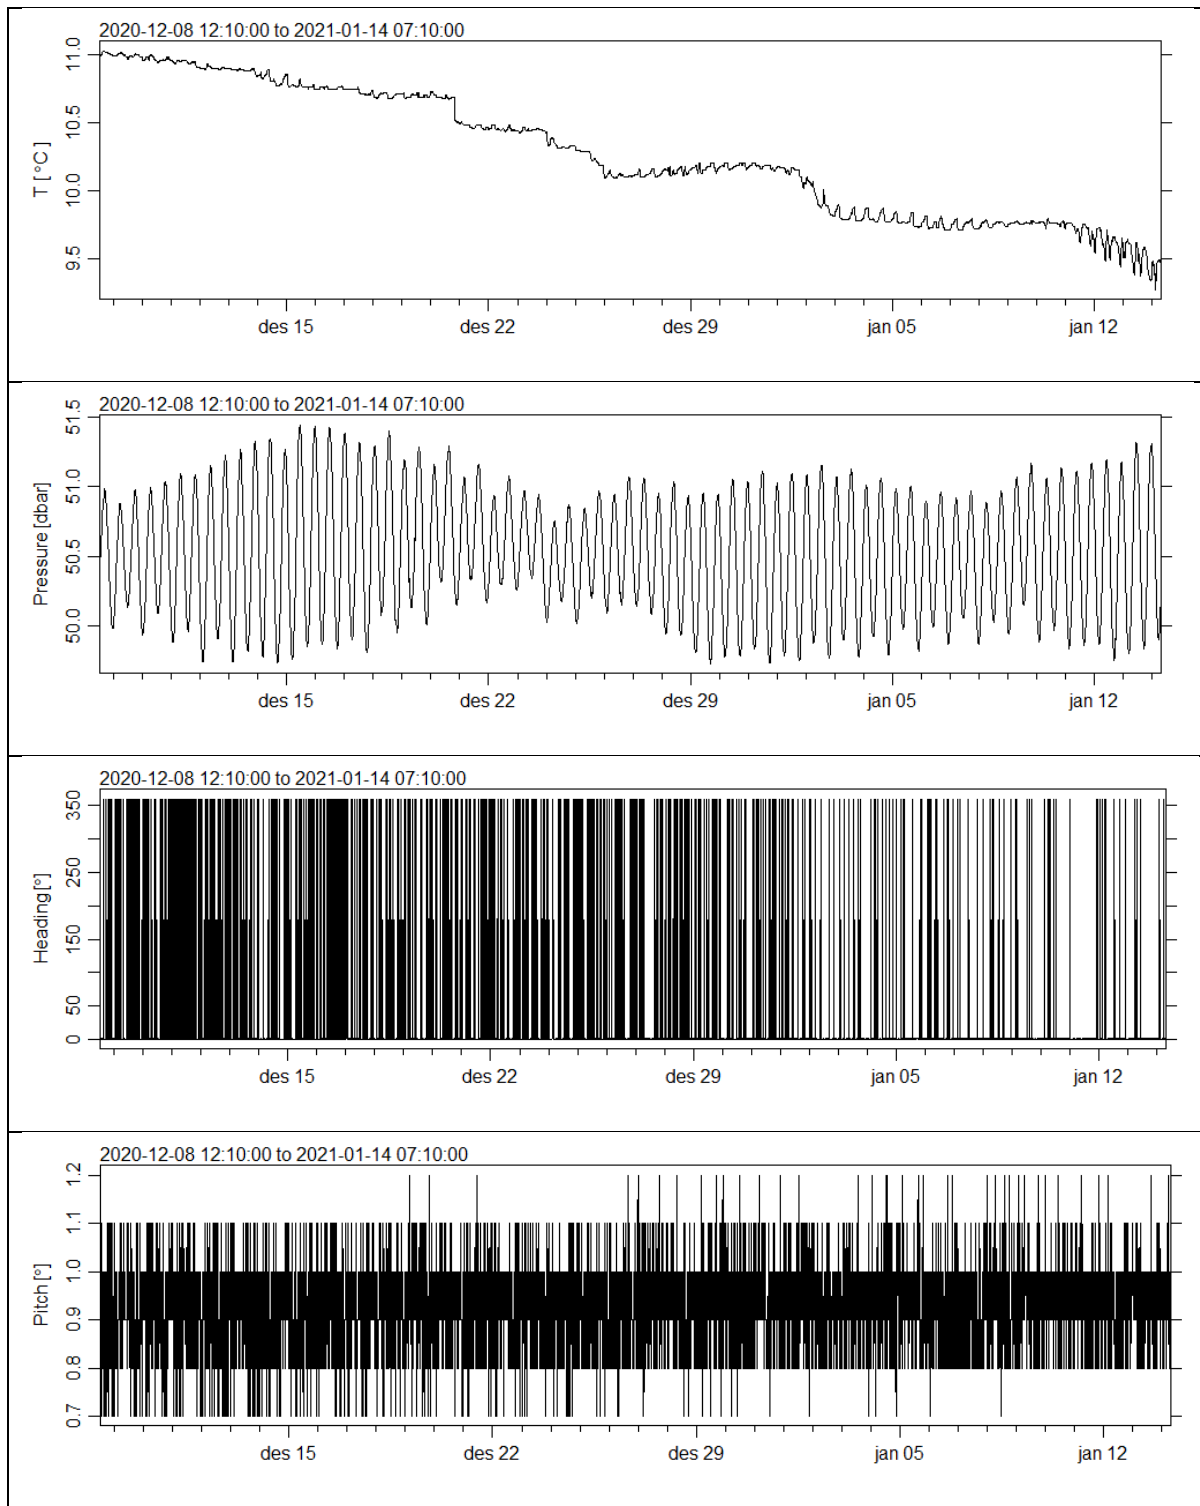 2020-12-08 12:10:00 to 2021-01-14 07:10:00
T [ °C ]
11.0
10.5
10.0
9.5
des 15 des 22 des 29 jan 05 jan 12
2020-12-08 12:10:00 to 2021-01-14 07:10:00
Pressure [dbar]
51.5
51.0
50.5
50.0
des 15 des 22 des 29 jan 05 jan 12
2020-12-08 12:10:00 to 2021-01-14 07:10:00
Heading [°]
350
250
150
50
0
des 15 des 22 des 29 jan 05 jan 12
2020-12-08 12:10:00 to 2021-01-14 07:10:00
Pitch [°]
1.2
1.1
1.0
0.9
0.8
0.7
des 15 des 22 des 29 jan 05 jan 12